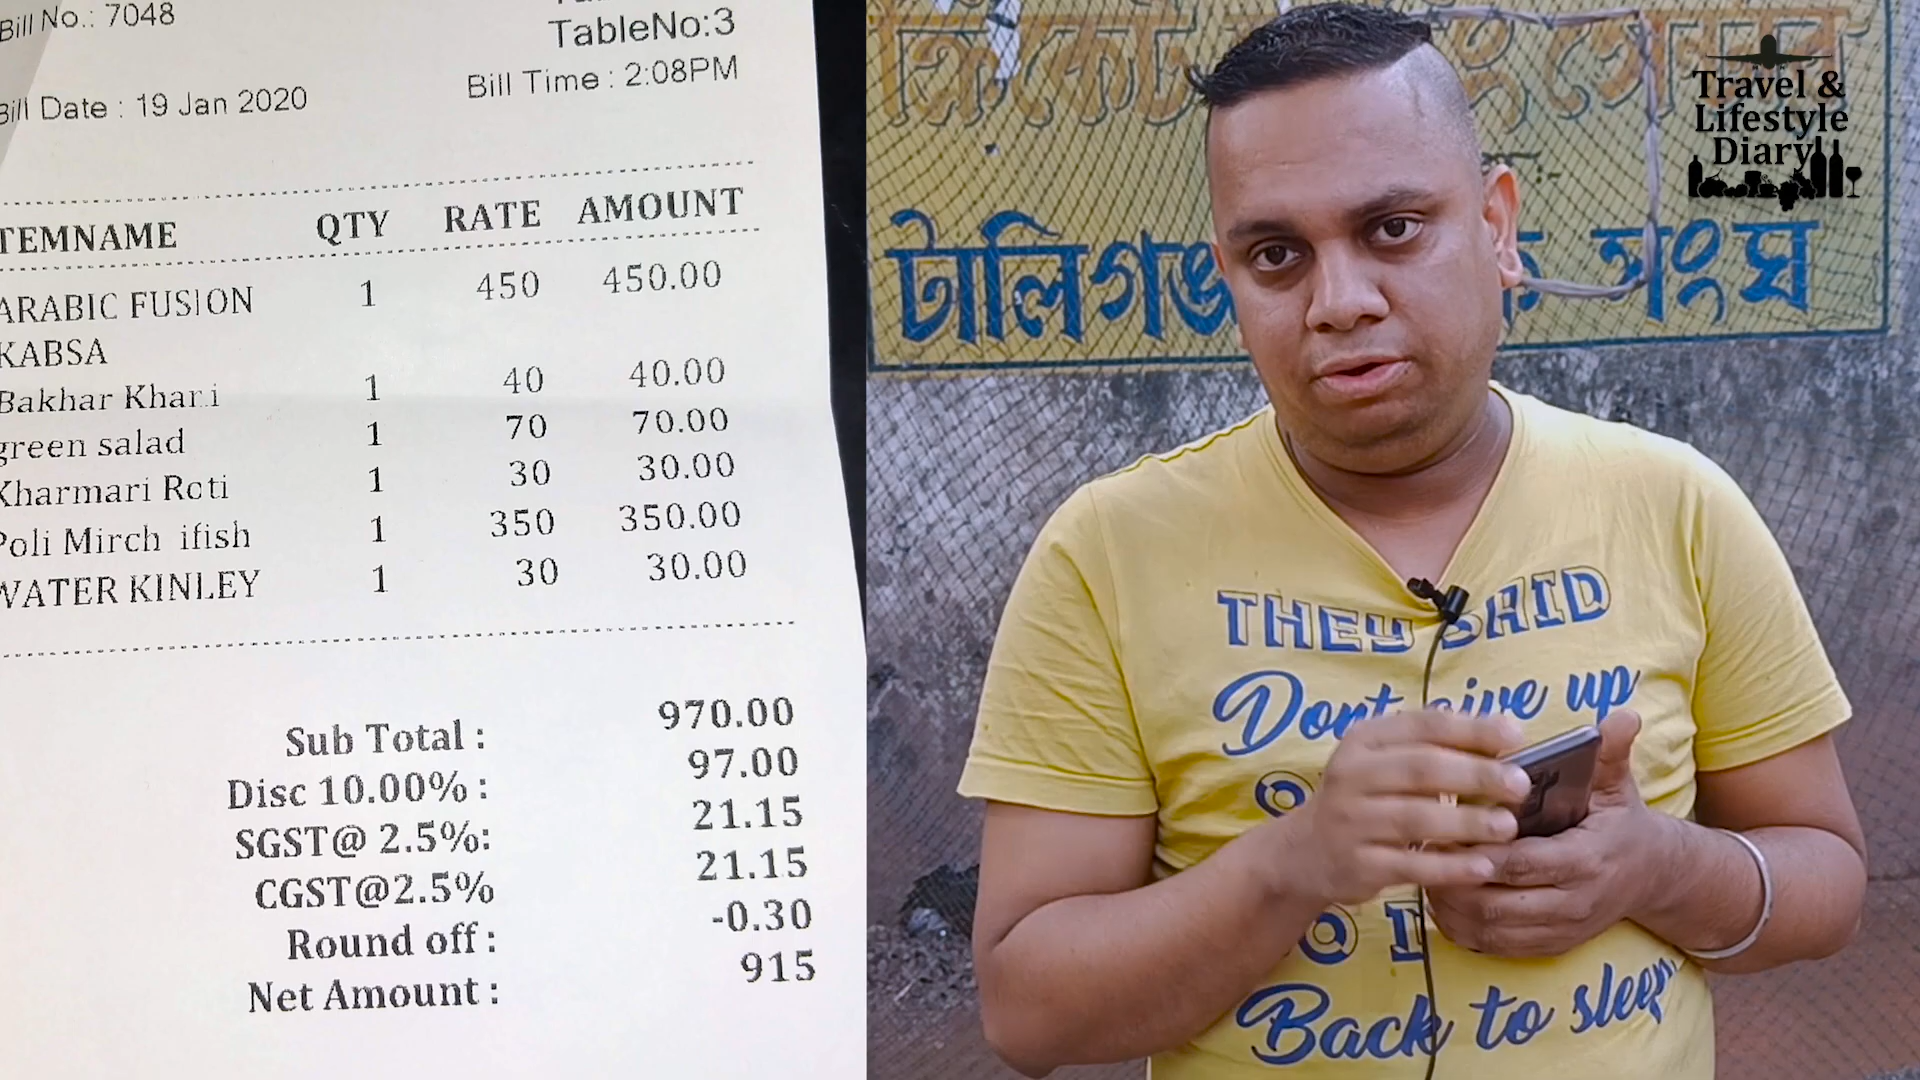 Bill No.: 7048
TableNo:3
Bill Date : 19 Jan 2020
Bill Time : 2:08PM
TEMNAME QTY RATE AMOUNT
ARABIC FUSION 1 450 450.00
KABSA
Bakhar Khari 1 40 40.00
green salad 1 70 70.00
Kharmari Roti 1 30 30.00
Poli Mirch ifish 1 350 350.00
WATER KINLEY 1 30 30.00
Sub Total : 970.00
Disc 10.00% : 97.00
SGST@ 2.5%: 21.15
CGST@2.5% 21.15
Round off : -0.30
Net Amount : 915
Travel &
Lifestyle
Diary
টালিগঞ্জ সংঘ
THEY SAID
Dont give up
Back to sleep